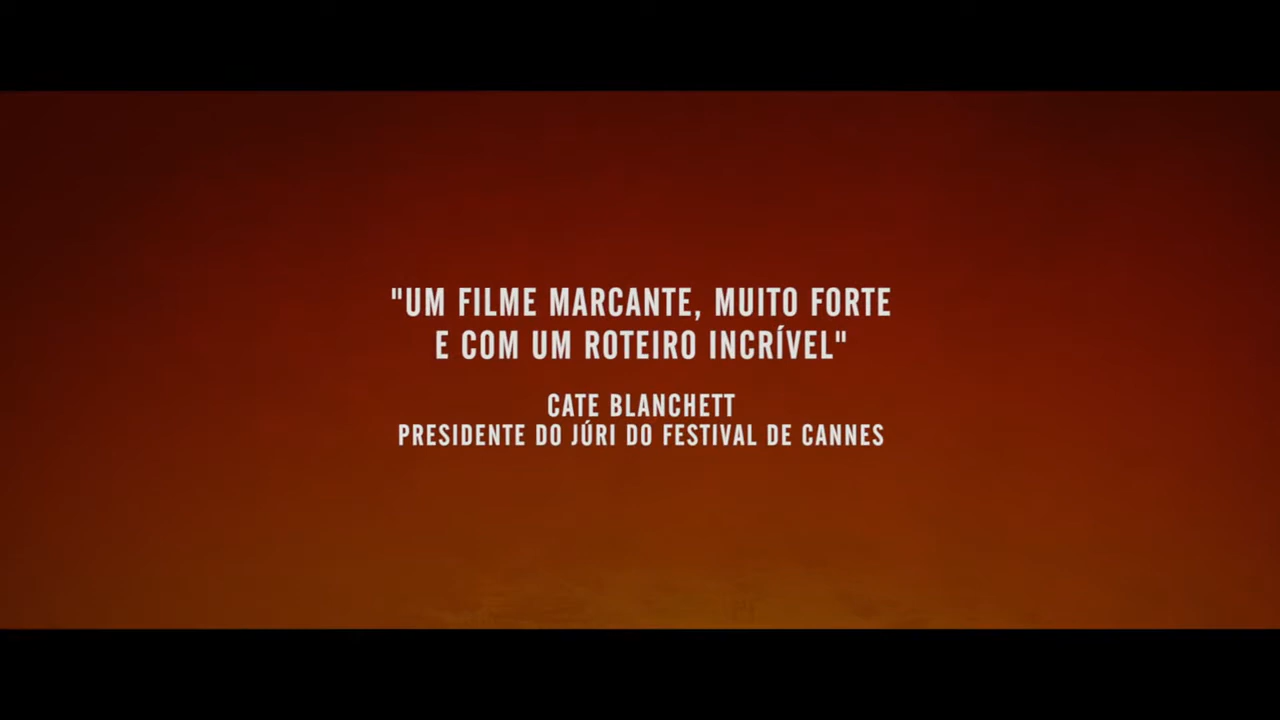 "UM FILME MARCANTE, MUITO FORTE
E COM UM ROTEIRO INCRÍVEL"
CATE BLANCHETT
PRESIDENTE DO JÚRI DO FESTIVAL DE CANNES